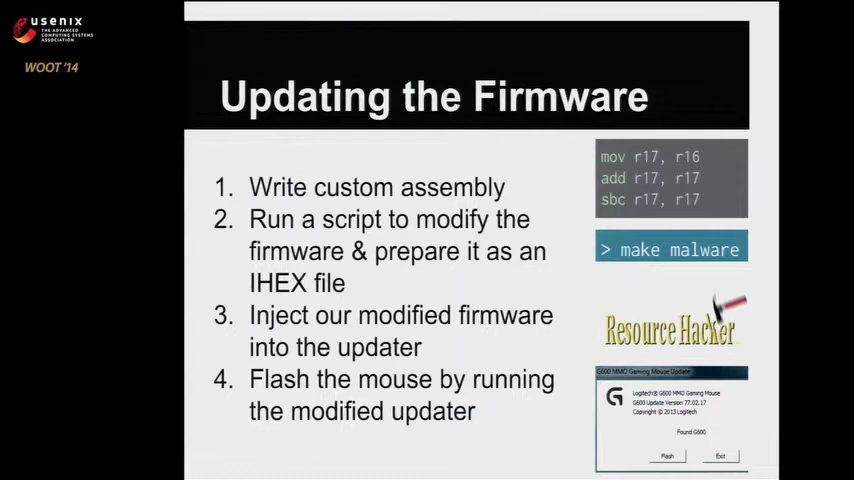 usenix
THE ADVANCED
COMPUTING SYSTEMS
ASSOCIATION
WOOT '14
Updating the Firmware
1. Write custom assembly
2. Run a script to modify the
firmware & prepare it as an
IHEX file
3. Inject our modified firmware
into the updater
4. Flash the mouse by running
the modified updater
mov r17, r16
add r17, r17
sbc r17, r17
> make malware
Resource Hacker
G600 MMO Gaming Mouse Update
Logitech® G600 MMO Gaming Mouse
G600 Update Version 77.02.17
Copyright © 2013 Logitech
Found G600
Flash
Exit